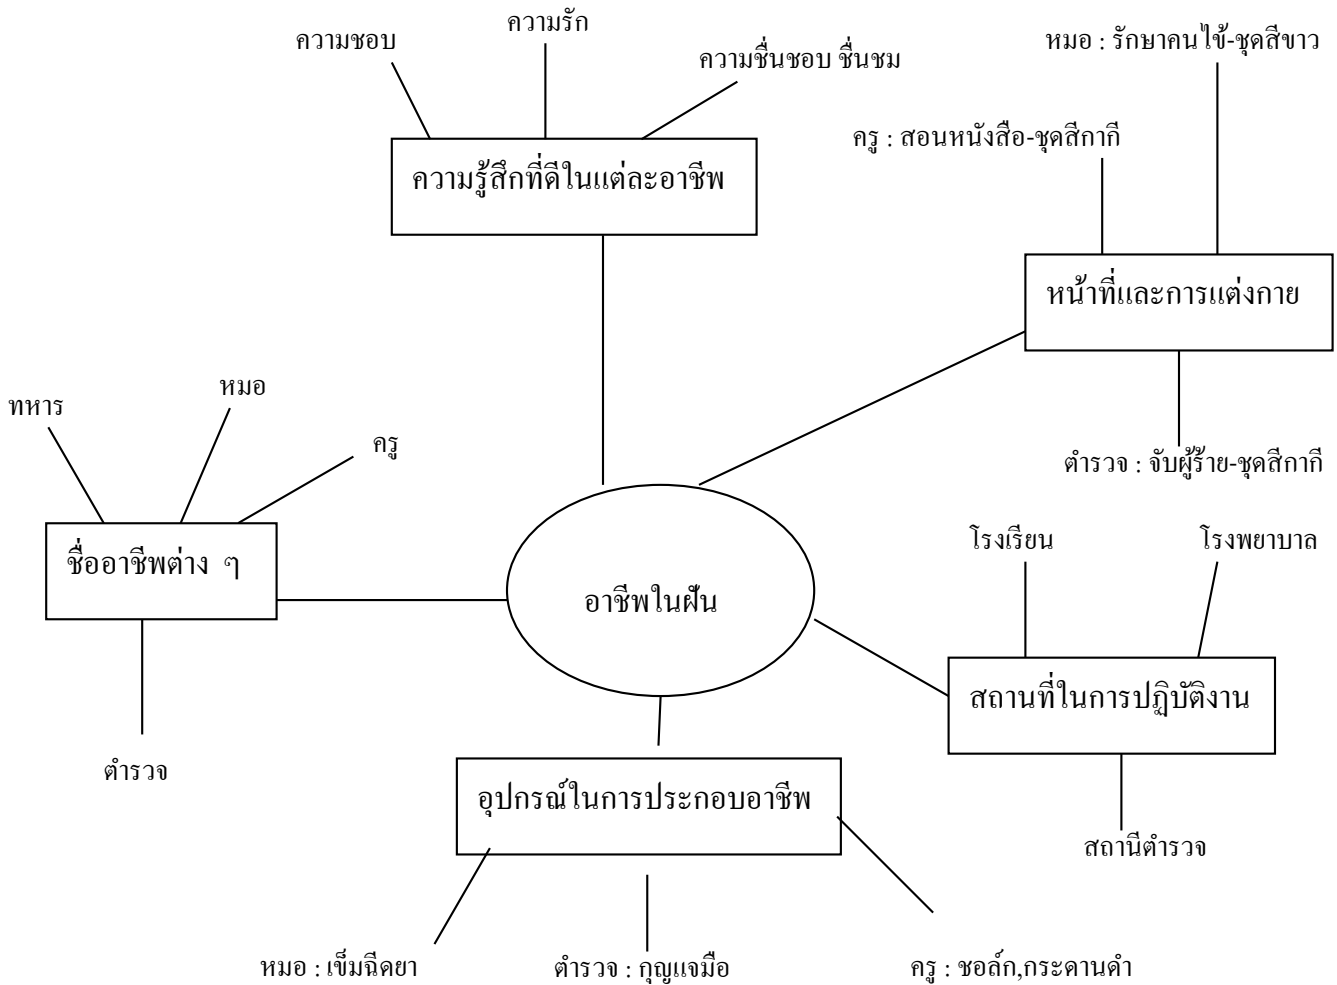 ความรัก
ความชอบ
ความชื่นชอบ ชื่นชม
หมอ : รักษาคนไข้-ชุดสีขาว
ครู : สอนหนังสือ-ชุดสีกากี
ความรู้สึกที่ดีในแต่ละอาชีพ
หน้าที่และการแต่งกาย
ทหาร
หมอ
ครู
ตำรวจ : จับผู้ร้าย-ชุดสีกากี
โรงเรียน
โรงพยาบาล
ชื่ออาชีพต่าง ๆ
อาชีพในฝัน
สถานที่ในการปฏิบัติงาน
ตำรวจ
อุปกรณ์ในการประกอบอาชีพ
สถานีตำรวจ
หมอ : เข็มฉีดยา
ตำรวจ : กุญแจมือ
ครู : ชอล์ก,กระดานดำ